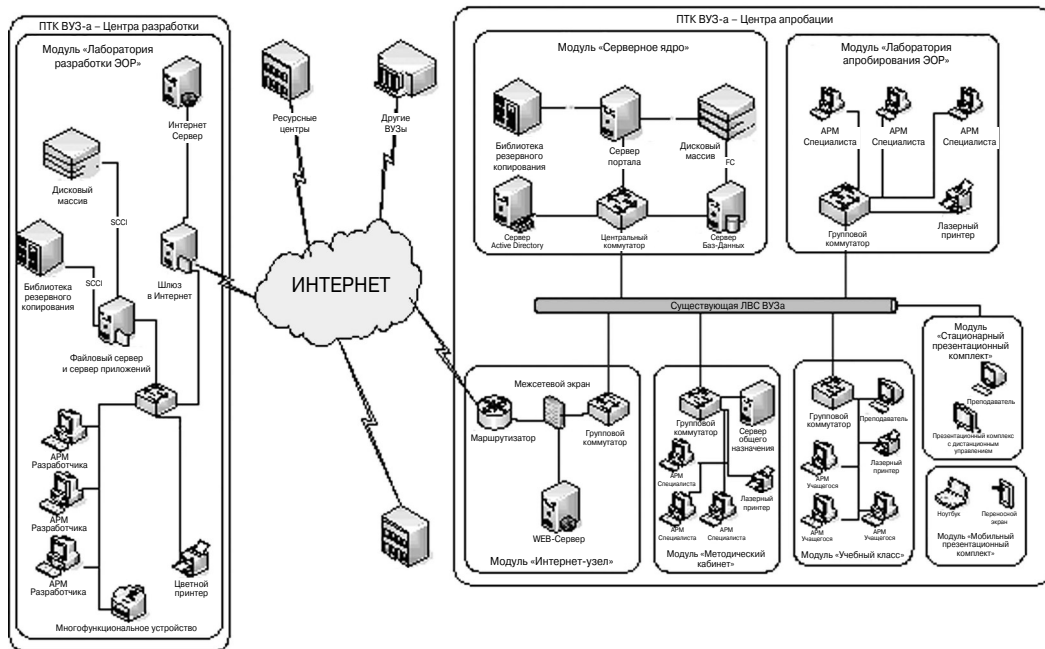 ПТК ВУЗ-а – Центра разработки
Модуль «Лаборатория
разработки ЭОР»
Интернет
Сервер
Дисковый
массив
SCCI
Библиотека
резервного
копирования
SCCI
Шлюз
в Интернет
Файловый сервер
и сервер приложений
АРМ
Разработчика
АРМ
Разработчика
АРМ
Разработчика
Цветной
принтер
Многофункциональное устройство
Ресурсные
центры
Другие
ВУЗы
ИНТЕРНЕТ
ПТК ВУЗ-а – Центра апробации
Модуль «Серверное ядро»
Библиотека
резервного
копирования
Сервер
портала
Дисковый
массив
FC
Сервер
Active Directory
Центральный
коммутатор
Сервер
Баз-Данных
Модуль «Лаборатория
апробирования ЭОР»
АРМ
Специалиста
АРМ
Специалиста
АРМ
Специалиста
Групповой
коммутатор
Лазерный
принтер
Существующая ЛВС ВУЗа
Межсетевой экран
Маршрутизатор
Групповой
коммутатор
WEB-Сервер
Модуль «Интернет-узел»
Групповой
коммутатор
Сервер
общего
назначения
АРМ
Специалиста
Лазерный
принтер
АРМ
Специалиста
АРМ
Специалиста
Модуль «Методический
кабинет»
Групповой
коммутатор
Преподаватель
Лазерный
принтер
АРМ
Учащегося
АРМ
Учащегося
АРМ
Учащегося
Модуль «Учебный класс»
Модуль
«Стационарный
презентационный
комплект»
Преподаватель
Презентационный комплекс
с дистанционным
управлением
Ноутбук
Переносной
экран
Модуль «Мобильный
презентационный
комплект»